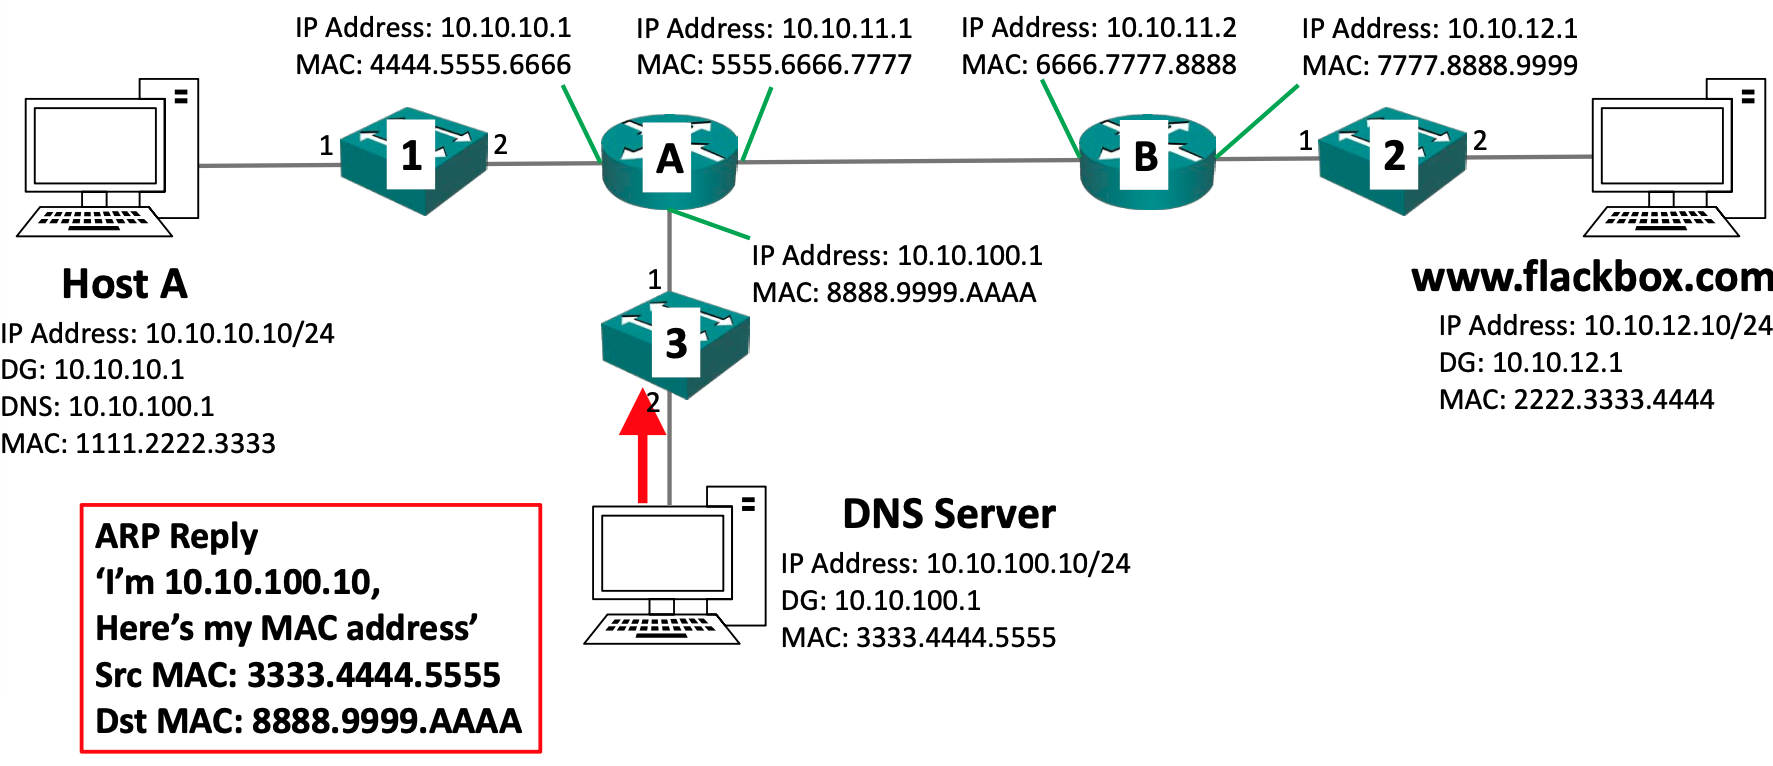 IP Address: 10.10.10.1
MAC: 4444.5555.6666
IP Address: 10.10.11.1
MAC: 5555.6666.7777
IP Address: 10.10.11.2
MAC: 6666.7777.8888
IP Address: 10.10.12.1
MAC: 7777.8888.9999
1
1
2
A
B
1
2
2
Host A
IP Address: 10.10.10.10/24
DG: 10.10.10.1
DNS: 10.10.100.1
MAC: 1111.2222.3333
IP Address: 10.10.100.1
MAC: 8888.9999.AAAA
www.flackbox.com
IP Address: 10.10.12.10/24
DG: 10.10.12.1
MAC: 2222.3333.4444
1
3
2
ARP Reply
‘I’m 10.10.100.10,
Here’s my MAC address’
Src MAC: 3333.4444.5555
Dst MAC: 8888.9999.AAAA
DNS Server
IP Address: 10.10.100.10/24
DG: 10.10.100.1
MAC: 3333.4444.5555